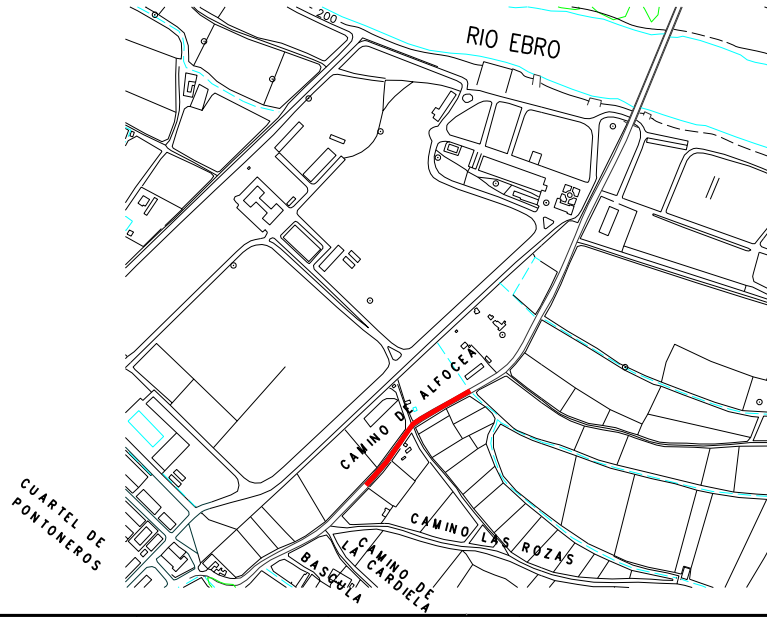 200
RIO EBRO
CAMINO DE ALFOCEA
CUARTEL DE
PONTONEROS
CAMINO LAS ROZAS
CAMINO DE
LA CARDIELA
BASCULA